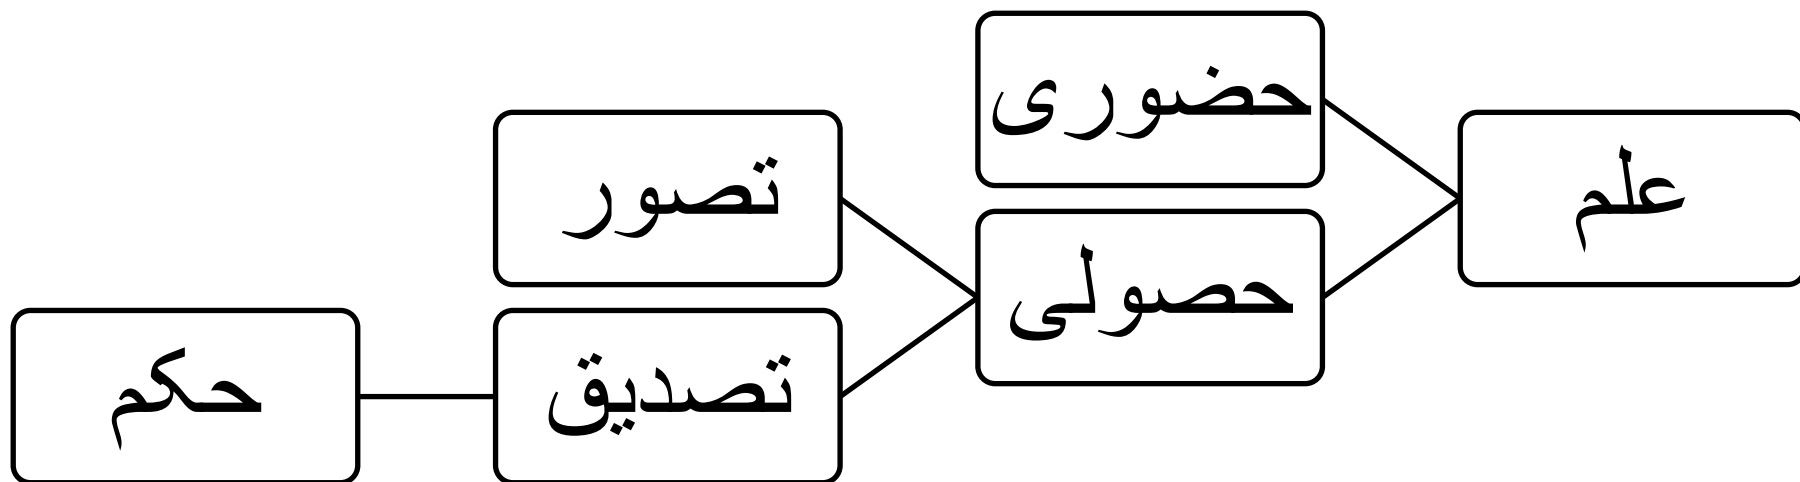 علم
حضوری
حصولی
تصور
تصدیق
حکم